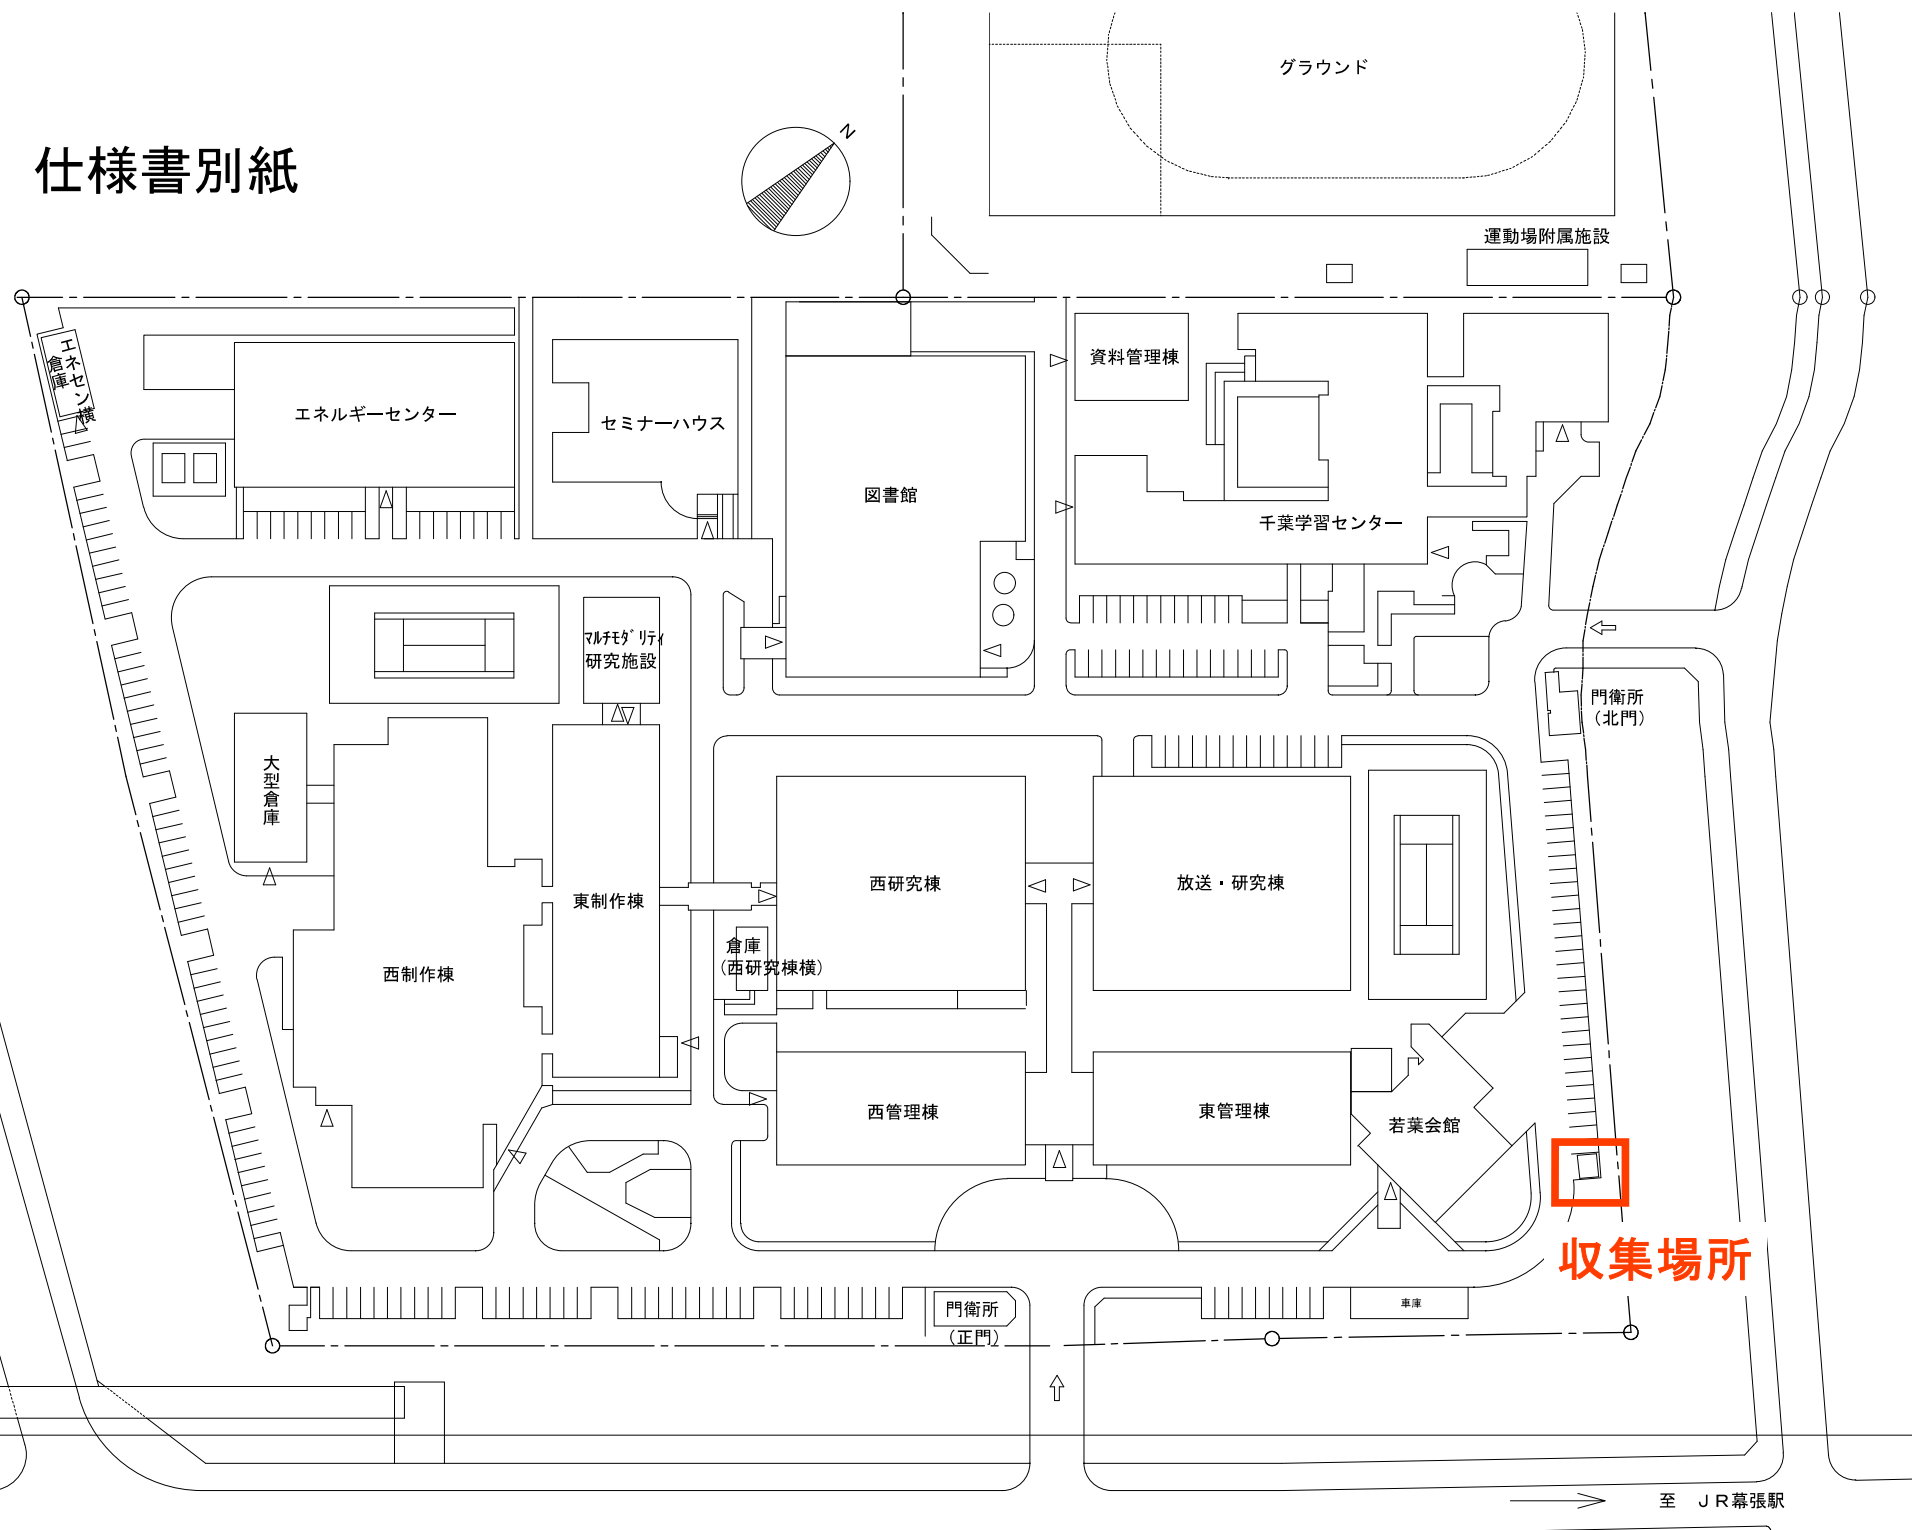 グラウンド
N
仕様書別紙
運動場附属施設
エネセン横
倉庫
資料管理棟
エネルギーセンター
セミナーハウス
図書館
千葉学習センター
マルチモダリティ
研究施設
門衛所
(北門)
大型倉庫
西研究棟
放送・研究棟
東制作棟
倉庫
(西研究棟横)
西制作棟
西管理棟
東管理棟
若葉会館
収集場所
車庫
門衛所
(正門)
至 JR幕張駅